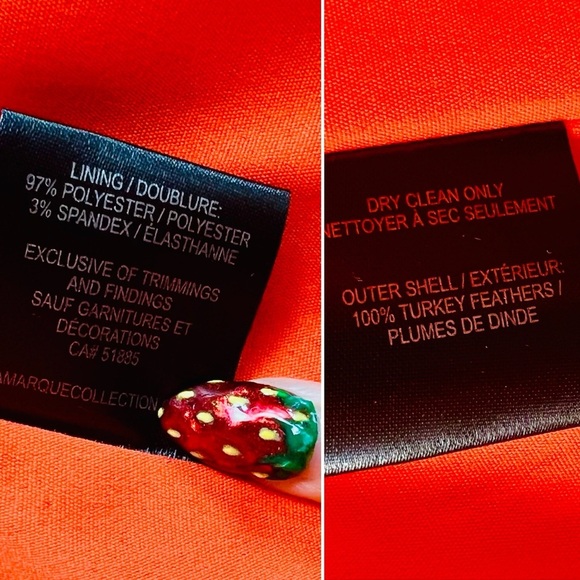 LINING / DOUBLURE:
97% POLYESTER / POLYESTER
3% SPANDEX / ÉLASTHANNE
EXCLUSIVE OF TRIMMINGS
AND FINDINGS
SAUF GARNITURES ET
DÉCORATIONS
CA# 51885
AMARQUECOLLECTION
DRY CLEAN ONLY
NETTOYER À SEC SEULEMENT
OUTER SHELL / EXTÉRIEUR:
100% TURKEY FEATHERS /
PLUMES DE DINDE